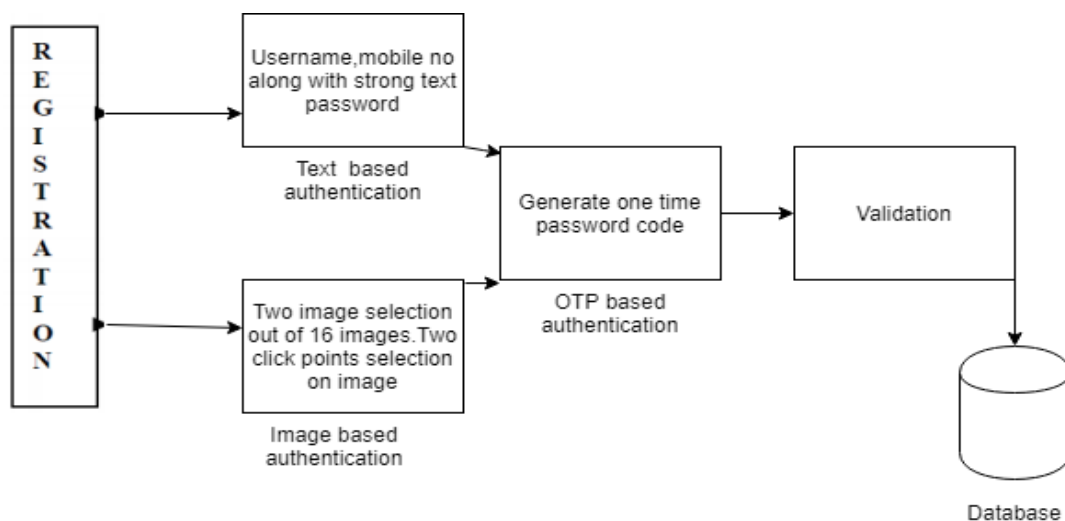 REGISTRATION
Username,mobile no
along with strong text
password
Text based
authentication
Two image selection
out of 16 images.Two
click points selection
on image
Image based
authentication
Generate one time
password code
OTP based
authentication
Validation
Database